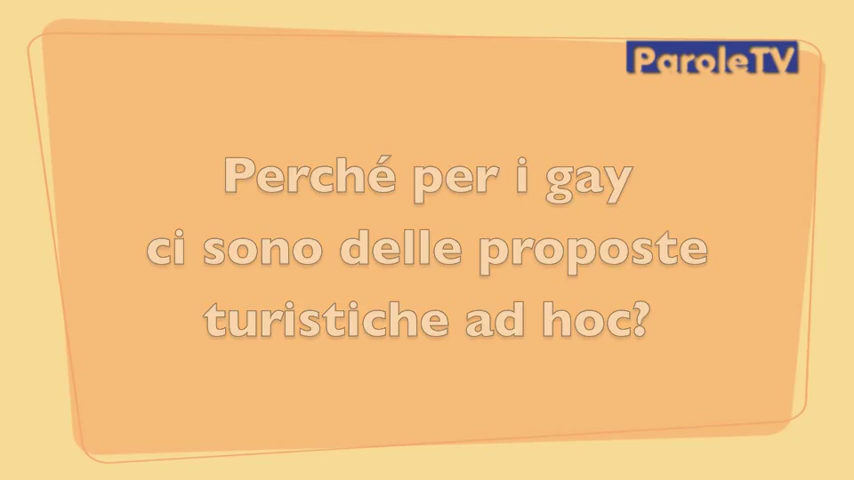 ParoleTV
Perché per i gay
ci sono delle proposte
turistiche ad hoc?